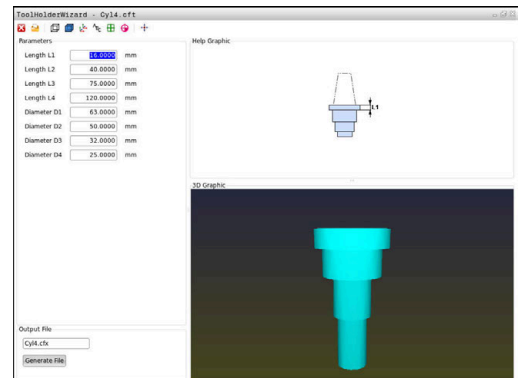 ToolHolderWizard - Cyl4.cft
Parameters
Length L1 16.0000 mm
Length L2 40.0000 mm
Length L3 75.0000 mm
Length L4 120.0000 mm
Diameter D1 63.0000 mm
Diameter D2 50.0000 mm
Diameter D3 32.0000 mm
Diameter D4 25.0000 mm
Output File
Cyl4.cfx
Generate File
Help Graphic
L1
3D Graphic